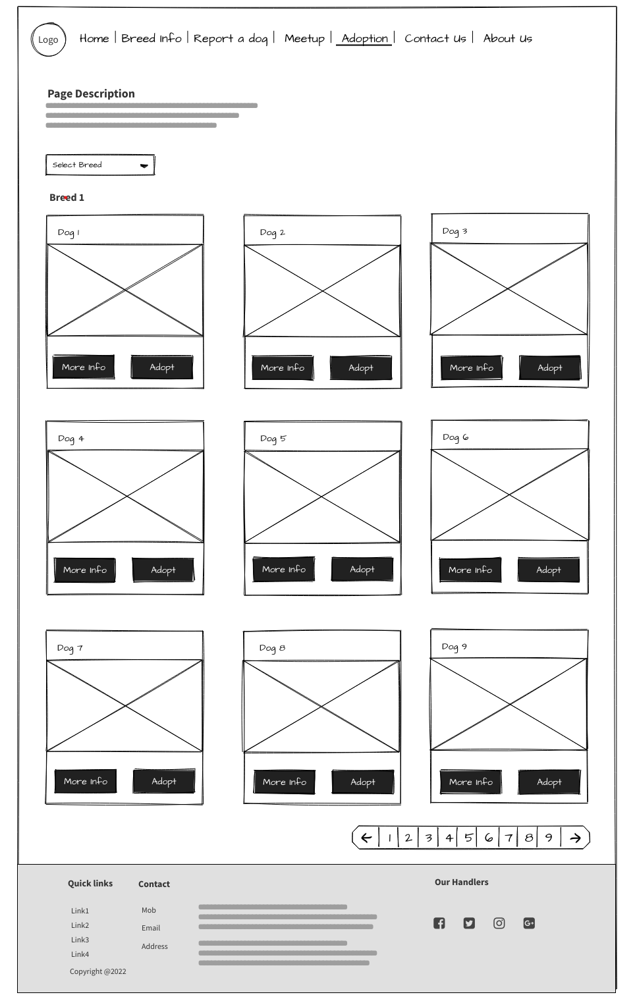 Logo
Home Breed Info Report a dog Meetup Adoption Contact Us About Us
Page Description
Select Breed
Breed 1
Dog 1 Dog 2 Dog 3
More Info Adopt More Info Adopt More Info Adopt
Dog 4 Dog 5 Dog 6
More Info Adopt More Info Adopt More Info Adopt
Dog 7 Dog 8 Dog 9
More Info Adopt More Info Adopt More Info Adopt
1 2 3 4 5 6 7 8 9
Quick links
Link1
Link2
Link3
Link4
Copyright @2022
Contact
Mob
Email
Address
Our Handlers